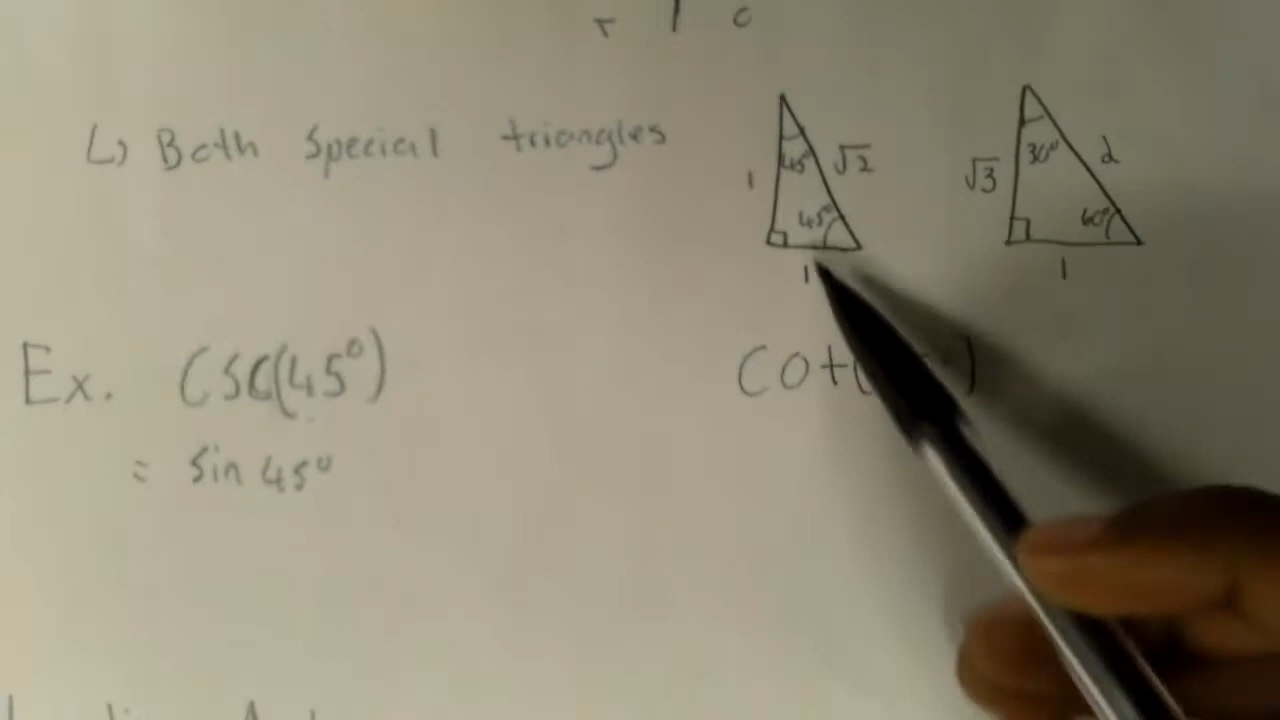 L> Both Special triangles
1 45° √2 45° 1
√3 30° 2 60° 1
Ex. CSC(45°)
= Sin 45°
Cot( )